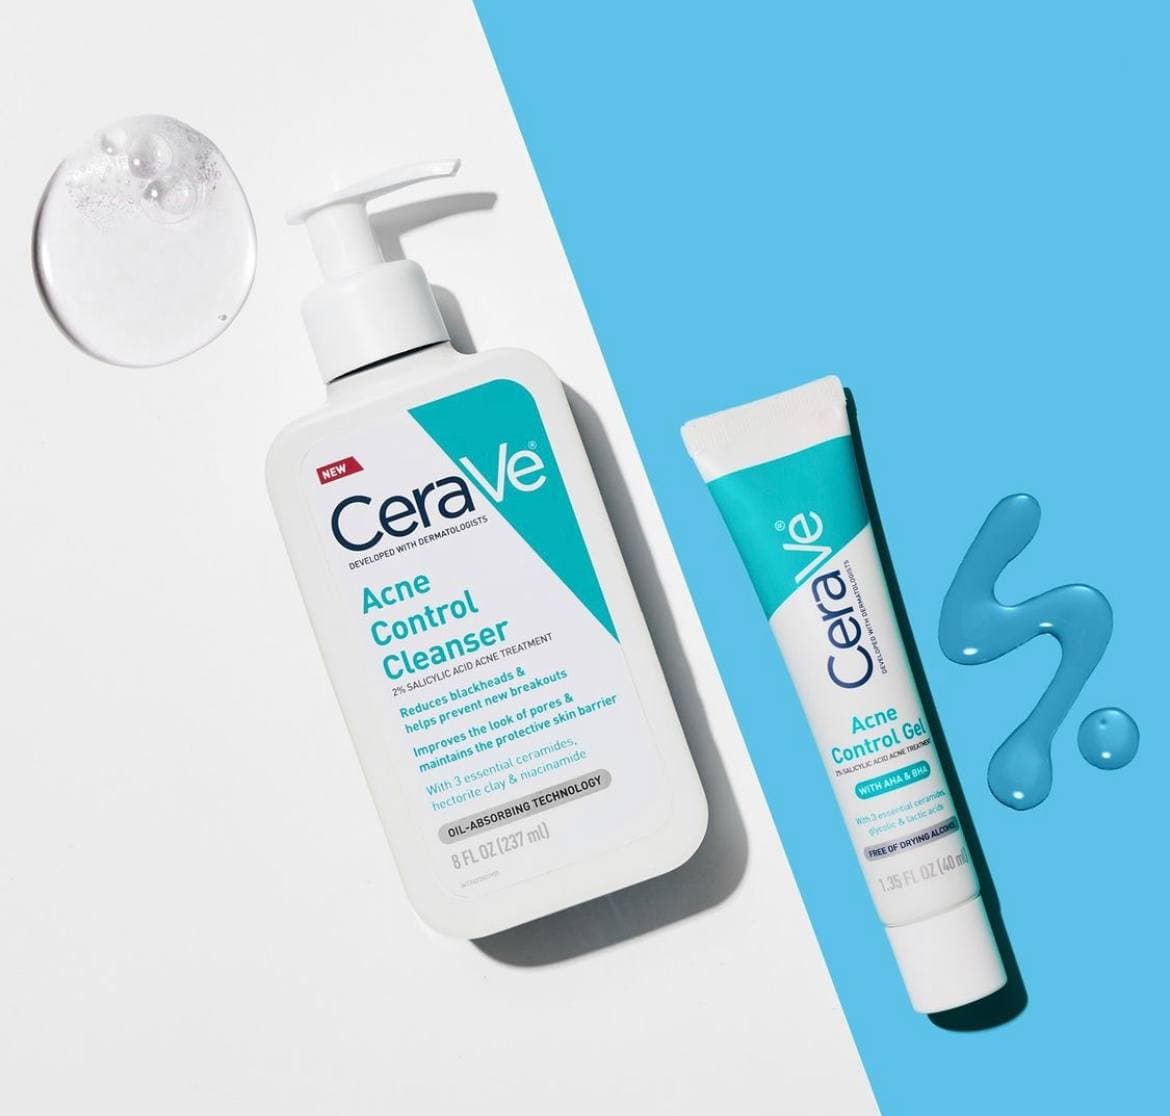 NEW
CeraVe®
DEVELOPED WITH DERMATOLOGISTS
Acne
Control
Cleanser
2% SALICYLIC ACID ACNE TREATMENT
Reduces blackheads &
helps prevent new breakouts
Improves the look of pores &
maintains the protective skin barrier
With 3 essential ceramides,
hectorite clay & niacinamide
OIL-ABSORBING TECHNOLOGY
8 FL OZ (237 ml)
CeraVe®
DEVELOPED WITH DERMATOLOGISTS
Acne
Control Gel
2% SALICYLIC ACID ACNE TREATMENT
WITH AHA & BHA
With 3 essential ceramides,
glycolic & lactic acids
FREE OF DRYING ALCOHOL
1.35 FL OZ (40 ml)